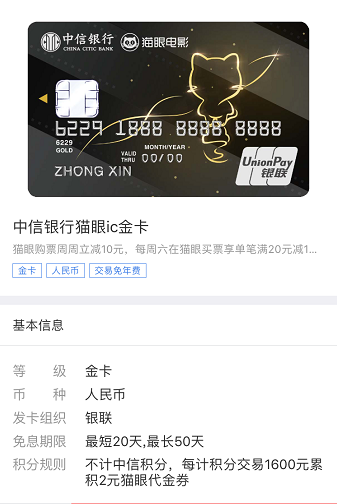 中信银行 猫眼电影
CHINA CITIC BANK
6229 1888 8888 8888
6229
GOLD
MONTH/YEAR
VALID THRU 00/00
ZHONG XIN
UnionPay
银联
中信银行猫眼ic金卡
猫眼购票周周立减10元，每周六在猫眼买票享单笔满20元减1...
金卡 人民币 交易免年费
基本信息
等 级 金卡
币 种 人民币
发卡组织 银联
免息期限 最短20天,最长50天
积分规则 不计中信积分，每计积分交易1600元累
积2元猫眼代金券